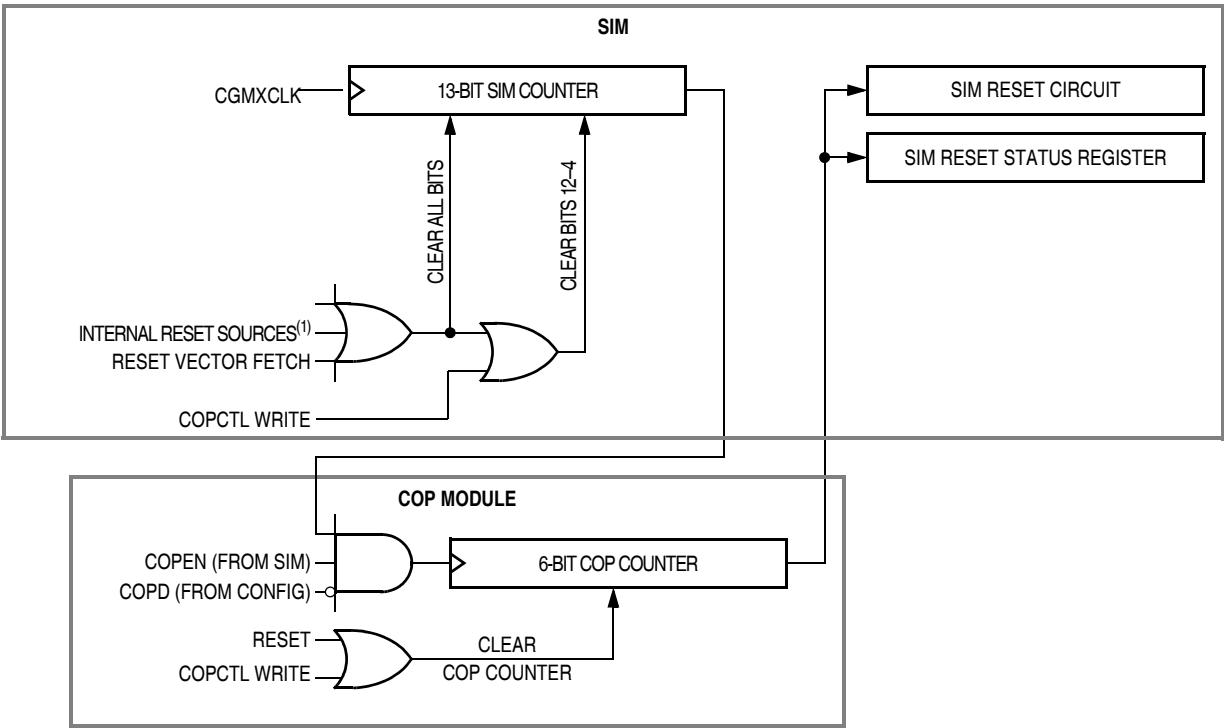 SIM
CGMXCLK
13-BIT SIM COUNTER
SIM RESET CIRCUIT
SIM RESET STATUS REGISTER
CLEAR ALL BITS
CLEAR BITS 12–4
INTERNAL RESET SOURCES(1)
RESET VECTOR FETCH
COPCTL WRITE
COP MODULE
COPEN (FROM SIM)
COPD (FROM CONFIG)
6-BIT COP COUNTER
RESET
COPCTL WRITE
CLEAR
COP COUNTER